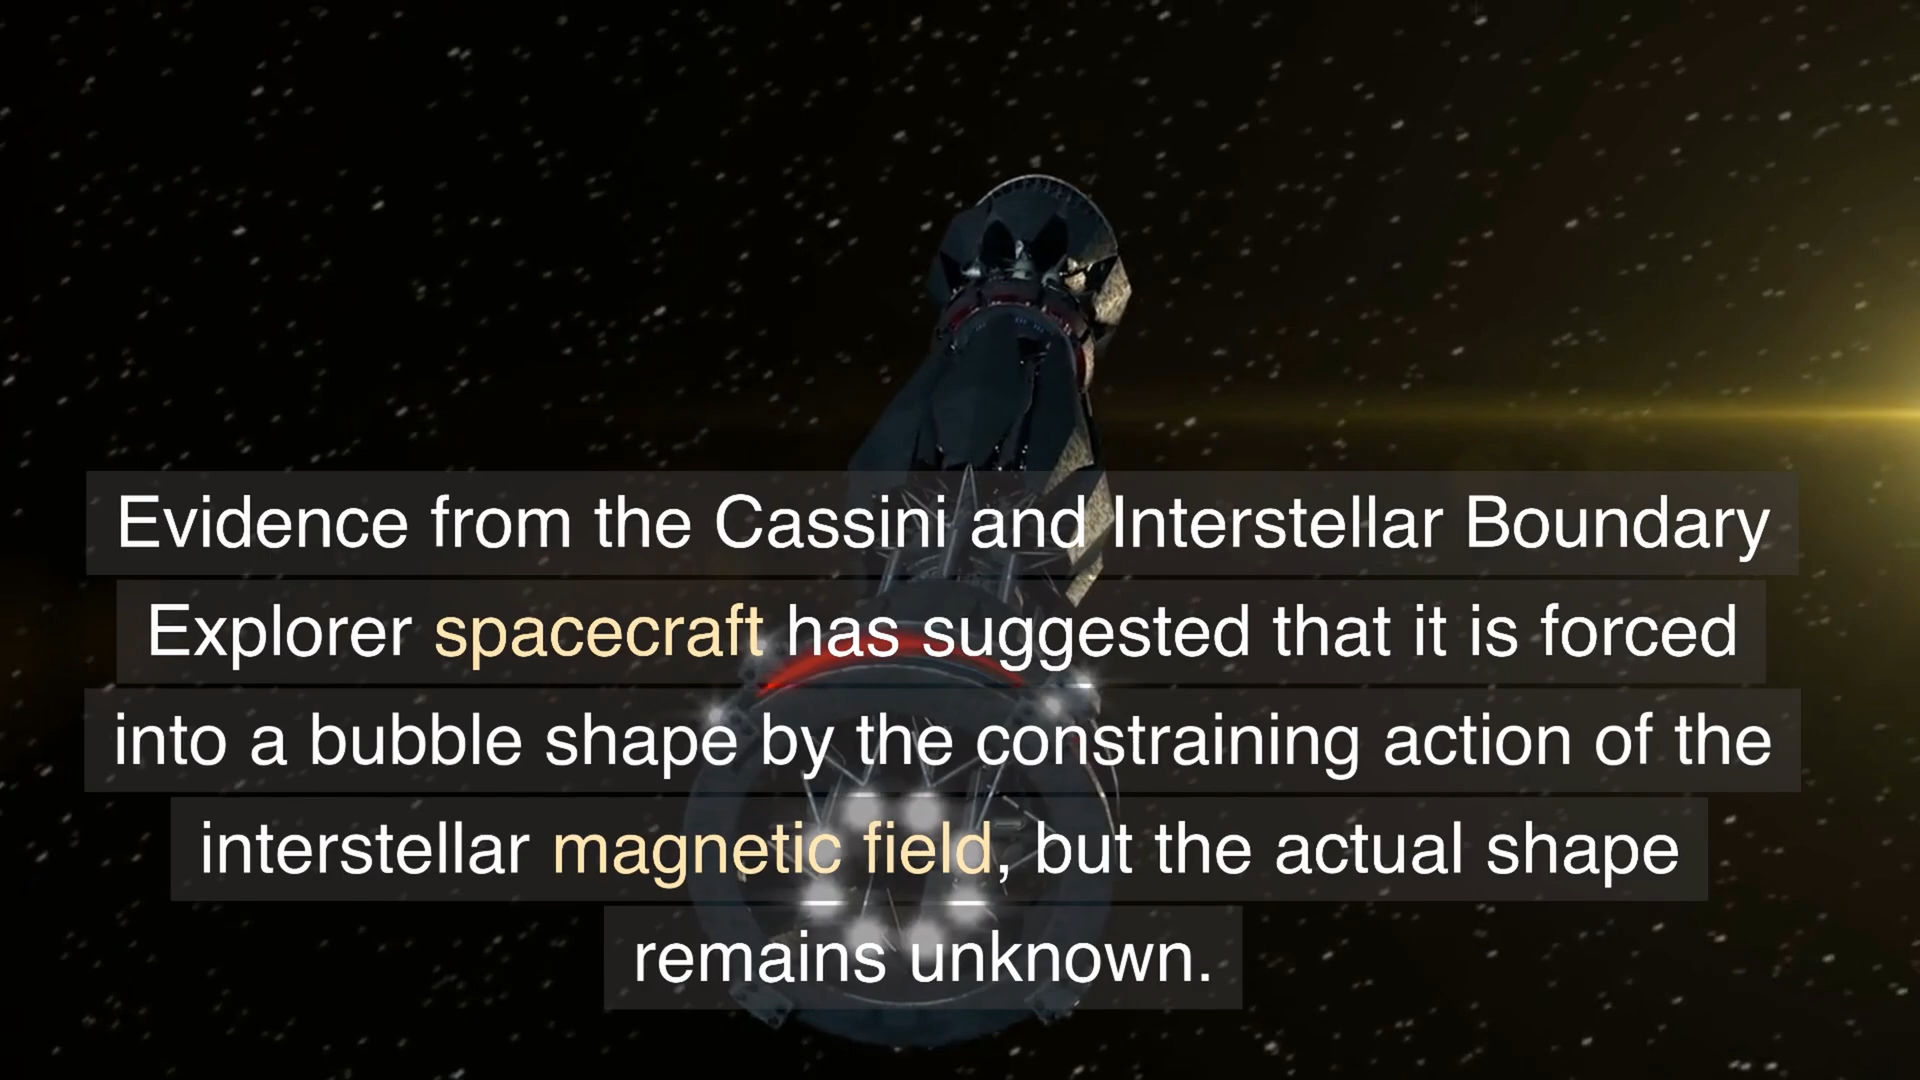 Evidence from the Cassini and Interstellar Boundary
Explorer spacecraft has suggested that it is forced
into a bubble shape by the constraining action of the
interstellar magnetic field, but the actual shape
remains unknown.